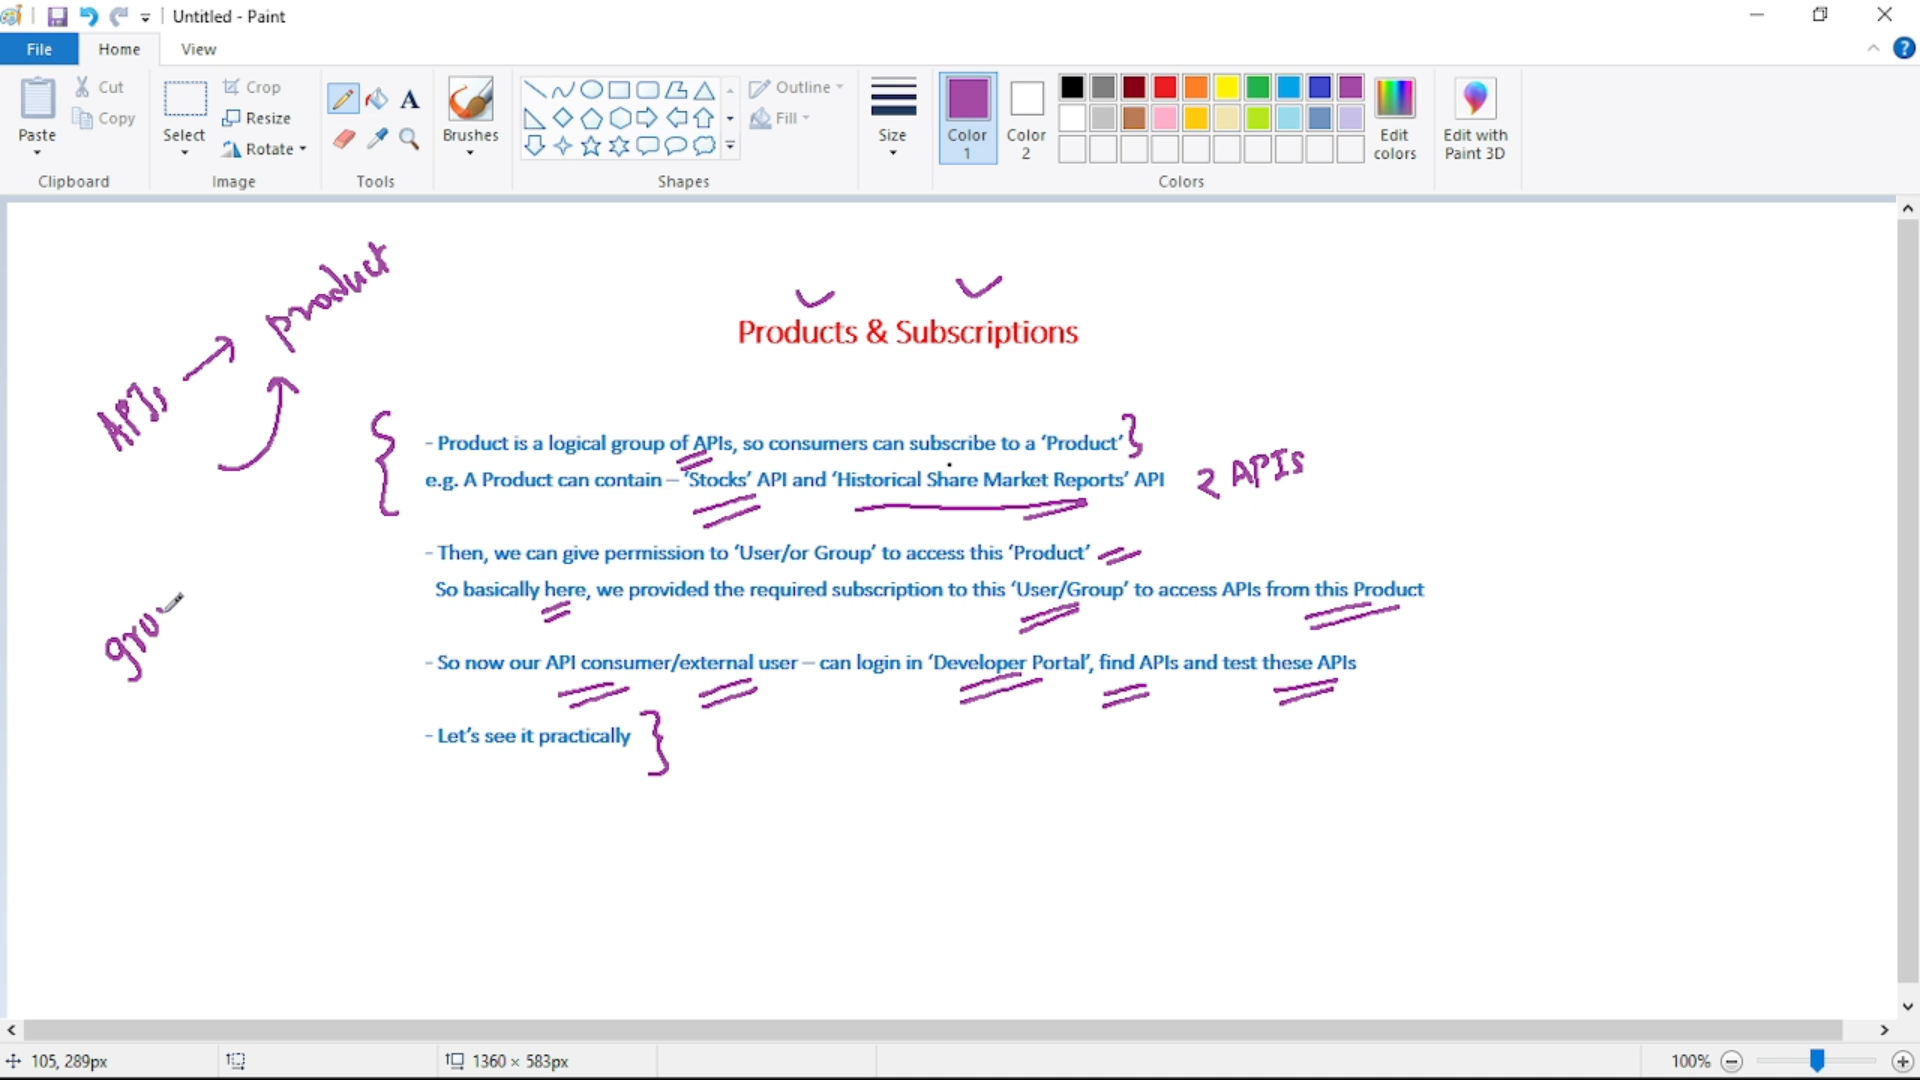 Untitled - Paint
File
Home
View
Paste
Cut
Copy
Clipboard
Select
Crop
Resize
Rotate
Image
Tools
Brushes
Shapes
Outline
Fill
Size
Color 1
Color 2
Edit colors
Edit with Paint 3D
Colors
product
APIs
Products & Subscriptions
- Product is a logical group of APIs, so consumers can subscribe to a ‘Product’
e.g. A Product can contain – ‘Stocks’ API and ‘Historical Share Market Reports’ API
2 APIs
- Then, we can give permission to ‘User/or Group’ to access this ‘Product’
So basically here, we provided the required subscription to this ‘User/Group’ to access APIs from this Product
grou
- So now our API consumer/external user – can login in ‘Developer Portal’, find APIs and test these APIs
- Let’s see it practically
105, 289px
1360 × 583px
100%